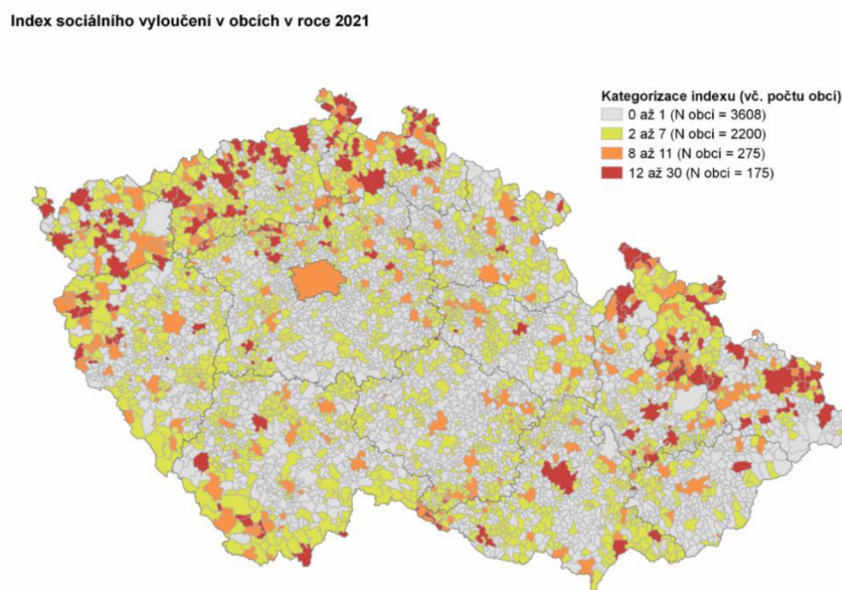 Index sociálního vyloučení v obcích v roce 2021
Kategorizace indexu (vč. počtu obcí)
0 až 1 (N obcí = 3608)
2 až 7 (N obcí = 2200)
8 až 11 (N obcí = 275)
12 až 30 (N obcí = 175)